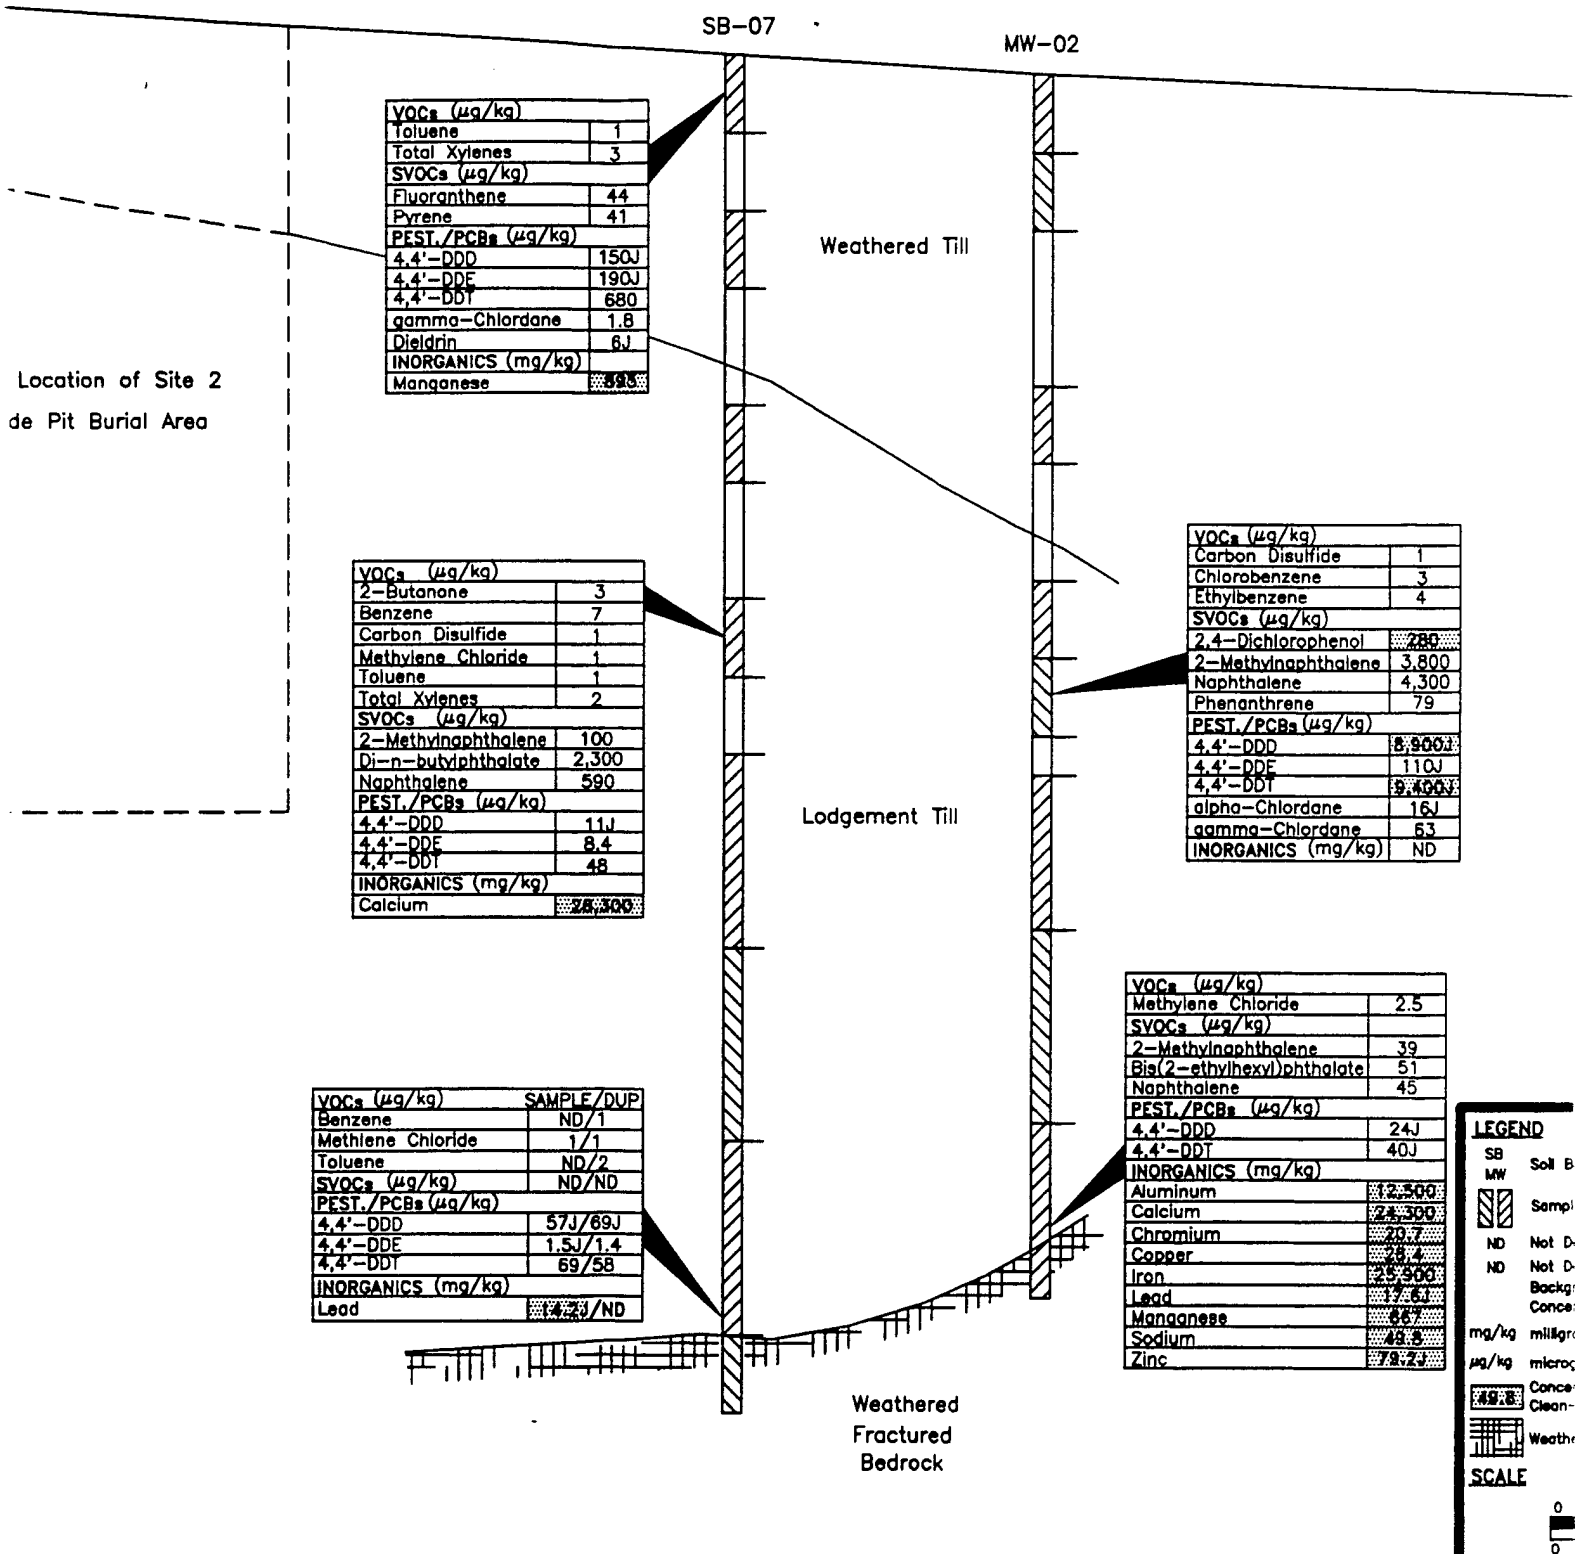 SB-07
MW-02
VOCs (μg/kg)
Toluene 1
Total Xylenes 3
SVOCs (μg/kg)
Fluoranthene 44
Pyrene 41
PEST./PCBs (μg/kg)
4,4'-DDD 150J
4,4'-DDE 190J
4,4'-DDT 680
gamma-Chlordane 1.8
Dieldrin 6J
INORGANICS (mg/kg)
Manganese
Weathered Till
Location of Site 2
de Pit Burial Area
VOCs (μg/kg)
2-Butanone 3
Benzene 7
Carbon Disulfide 1
Methylene Chloride 1
Toluene 1
Total Xylenes 2
SVOCs (μg/kg)
2-Methylnaphthalene 100
Di-n-butylphthalate 2,300
Naphthalene 590
PEST./PCBs (μg/kg)
4,4'-DDD 11J
4,4'-DDE 8.4
4,4'-DDT 48
INORGANICS (mg/kg)
Calcium 28,300
VOCs (μg/kg)
Carbon Disulfide 1
Chlorobenzene 3
Ethylbenzene 4
SVOCs (μg/kg)
2,4-Dichlorophenol 280
2-Methylnaphthalene 3,800
Naphthalene 4,300
Phenanthrene 79
PEST./PCBs (μg/kg)
4,4'-DDD 8,900J
4,4'-DDE 110J
4,4'-DDT 9,400J
alpha-Chlordane 16J
gamma-Chlordane 63
INORGANICS (mg/kg) ND
Lodgement Till
VOCs (μg/kg) SAMPLE/DUP
Benzene ND/1
Methlene Chloride 1/1
Toluene ND/2
SVOCs (μg/kg) ND/ND
PEST./PCBs (μg/kg)
4,4'-DDD 57J/69J
4,4'-DDE 1.5J/1.4
4,4'-DDT 69/58
INORGANICS (mg/kg)
Lead 14.2J/ND
VOCs (μg/kg)
Methylene Chloride 2.5
SVOCs (μg/kg)
2-Methylnaphthalene 39
Bis(2-ethylhexyl)phthalate 51
Naphthalene 45
PEST./PCBs (μg/kg)
4,4'-DDD 24J
4,4'-DDT 40J
INORGANICS (mg/kg)
Aluminum 12,500
Calcium 24,300
Chromium 20.7
Copper 28.4
Iron 25,900
Lead 17.6J
Manganese 667
Sodium 49.8
Zinc 79.2J
Weathered
Fractured
Bedrock
LEGEND
SB
MW Soil B
Sampl
ND Not D
ND Not D
Backg
Conce
mg/kg milligr
μg/kg microg
49.8 Conce
Clean-
Weath
SCALE
0
0